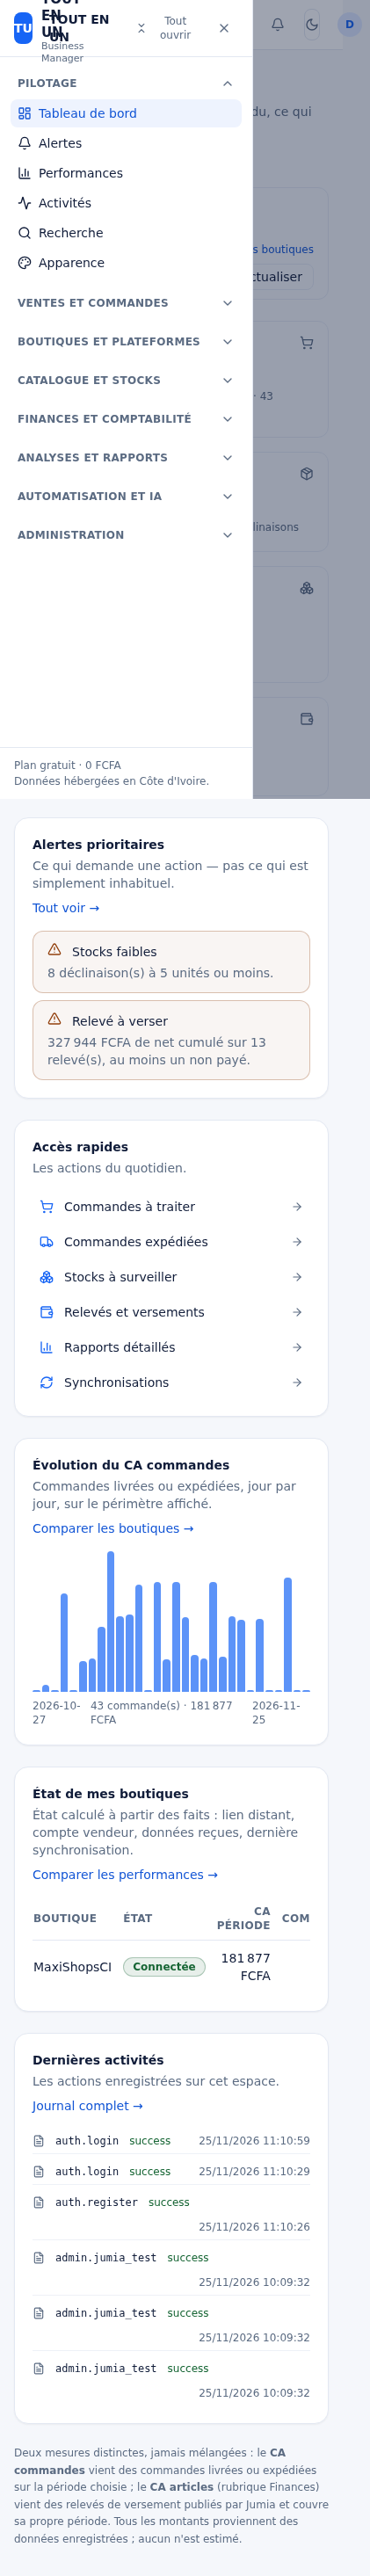 TOUT EN UN
TU
TOUT EN UN
Business Manager
Tout ouvrir
D
PILOTAGE
Tableau de bord
Alertes
Performances
Activités
Recherche
Apparence
VENTES ET COMMANDES
BOUTIQUES ET PLATEFORMES
CATALOGUE ET STOCKS
FINANCES ET COMPTABILITÉ
ANALYSES ET RAPPORTS
AUTOMATISATION ET IA
ADMINISTRATION
Plan gratuit · 0 FCFA
Données hébergées en Côte d'Ivoire.
du, ce qui
s boutiques
ctualiser
· 43
linaisons
Alertes prioritaires
Ce qui demande une action — pas ce qui est
simplement inhabituel.
Tout voir →
Stocks faibles
8 déclinaison(s) à 5 unités ou moins.
Relevé à verser
327 944 FCFA de net cumulé sur 13
relevé(s), au moins un non payé.
Accès rapides
Les actions du quotidien.
Commandes à traiter
Commandes expédiées
Stocks à surveiller
Relevés et versements
Rapports détaillés
Synchronisations
Évolution du CA commandes
Commandes livrées ou expédiées, jour par
jour, sur le périmètre affiché.
Comparer les boutiques →
2026-10-27
43 commande(s) · 181 877 FCFA
2026-11-25
État de mes boutiques
État calculé à partir des faits : lien distant,
compte vendeur, données reçues, dernière
synchronisation.
Comparer les performances →
BOUTIQUE ÉTAT CA PÉRIODE COM
MaxiShopsCI Connectée 181 877 FCFA
Dernières activités
Les actions enregistrées sur cet espace.
Journal complet →
auth.login success 25/11/2026 11:10:59
auth.login success 25/11/2026 11:10:29
auth.register success
25/11/2026 11:10:26
admin.jumia_test success
25/11/2026 10:09:32
admin.jumia_test success
25/11/2026 10:09:32
admin.jumia_test success
25/11/2026 10:09:32
Deux mesures distinctes, jamais mélangées : le CA
commandes vient des commandes livrées ou expédiées
sur la période choisie ; le CA articles (rubrique Finances)
vient des relevés de versement publiés par Jumia et couvre
sa propre période. Tous les montants proviennent des
données enregistrées ; aucun n'est estimé.